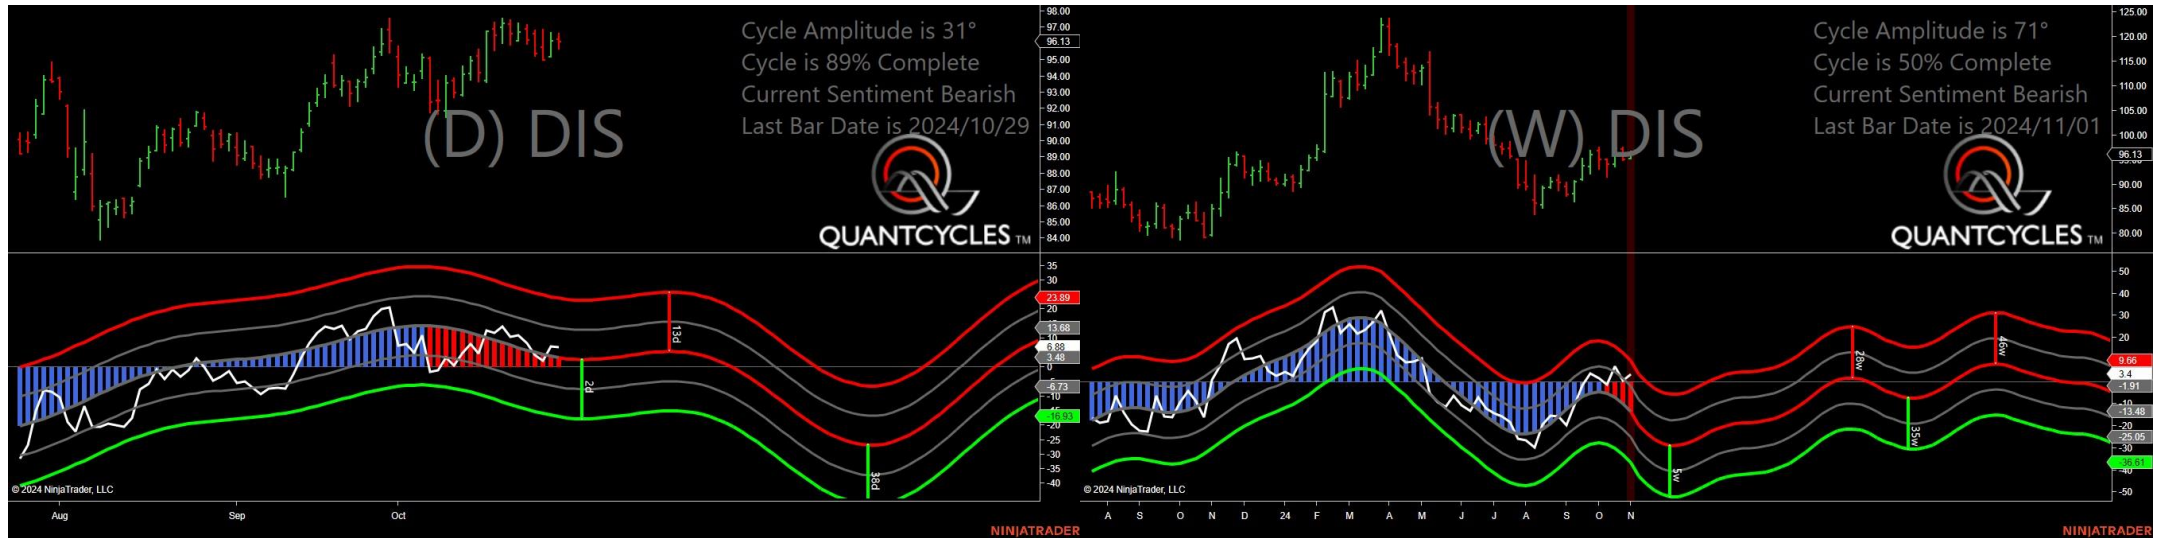 Cycle Amplitude is 31°
Cycle is 89% Complete
Current Sentiment Bearish
Last Bar Date is 2024/10/29
(D) DIS
QUANTCYCLES TM
98.00
97.00
96.13
95.00
94.00
93.00
92.00
91.00
90.00
89.00
88.00
87.00
86.00
85.00
84.00
35
30
23.89
20
13.68
10
6.88
3.48
0
-6.73
-10
-16.93
-20
-25
-30
-35
-40
13d
2d
38d
© 2024 NinjaTrader, LLC
Aug Sep Oct
NINJATRADER
Cycle Amplitude is 71°
Cycle is 50% Complete
Current Sentiment Bearish
Last Bar Date is 2024/11/01
(W) DIS
QUANTCYCLES TM
125.00
120.00
115.00
110.00
105.00
100.00
96.13
90.00
85.00
80.00
50
40
30
20
9.66
3.4
-1.91
-10
-13.48
-25.05
-30
-36.61
-40
-50
28w
46w
35w
5w
© 2024 NinjaTrader, LLC
A S O N D 24 F M A M J J A S O N
NINJATRADER